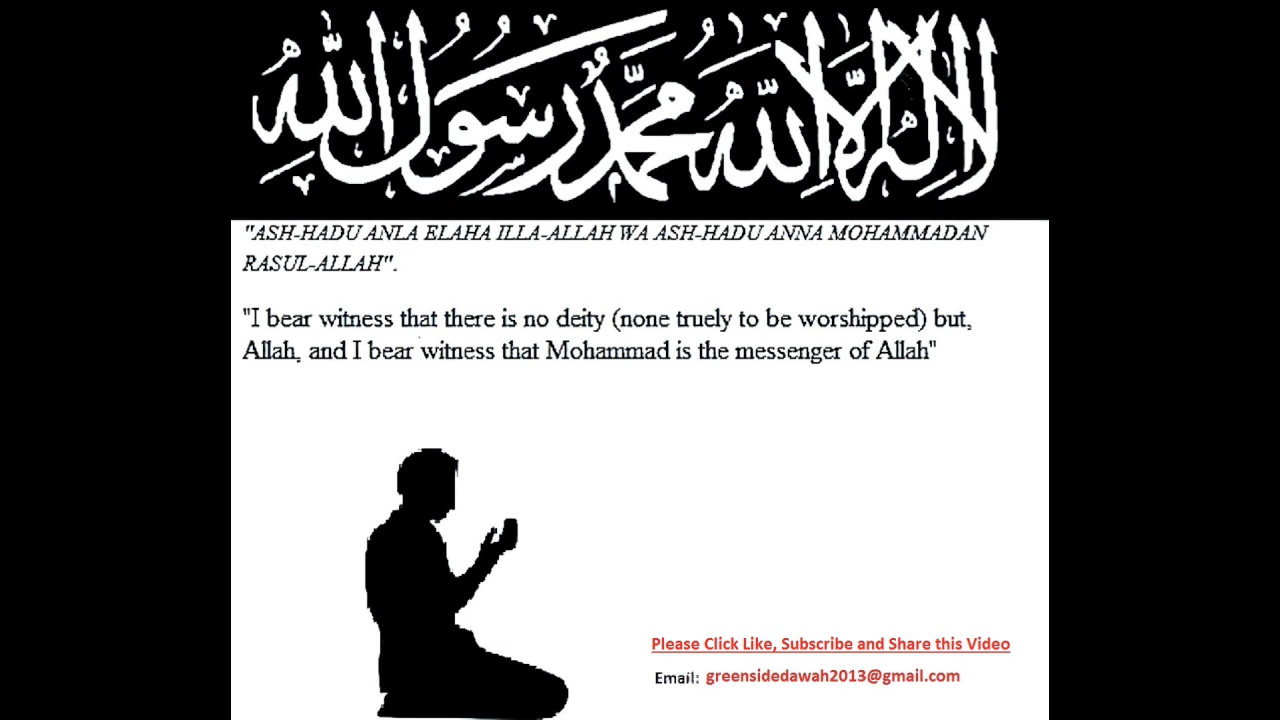 لا إله إلا الله محمد رسول الله
"ASH-HADU ANLA ELAHA ILLA-ALLAH WA ASH-HADU ANNA MOHAMMADAN
RASUL-ALLAH".
"I bear witness that there is no deity (none truely to be worshipped) but,
Allah, and I bear witness that Mohammad is the messenger of Allah"
Please Click Like, Subscribe and Share this Video
Email: greensidedawah2013@gmail.com